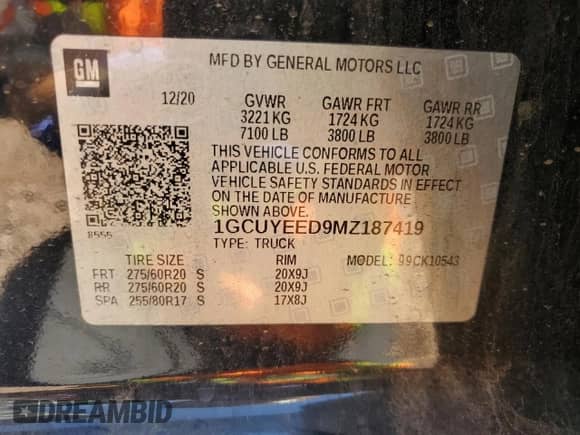 GM
MFD BY GENERAL MOTORS LLC
12/20 GVWR GAWR FRT GAWR RR
3221 KG 1724 KG 1724 KG
7100 LB 3800 LB 3800 LB
THIS VEHICLE CONFORMS TO ALL
APPLICABLE U.S. FEDERAL MOTOR
VEHICLE SAFETY STANDARDS IN EFFECT
ON THE DATE OF MANUFACTURE
SHOWN ABOVE.
8555
1GCUYEED9MZ187419
TYPE: TRUCK MODEL: 99CK10543
TIRE SIZE RIM
FRT 275/60R20 S 20X9J
RR 275/60R20 S 20X9J
SPA 255/80R17 S 17X8J
DREAMBID